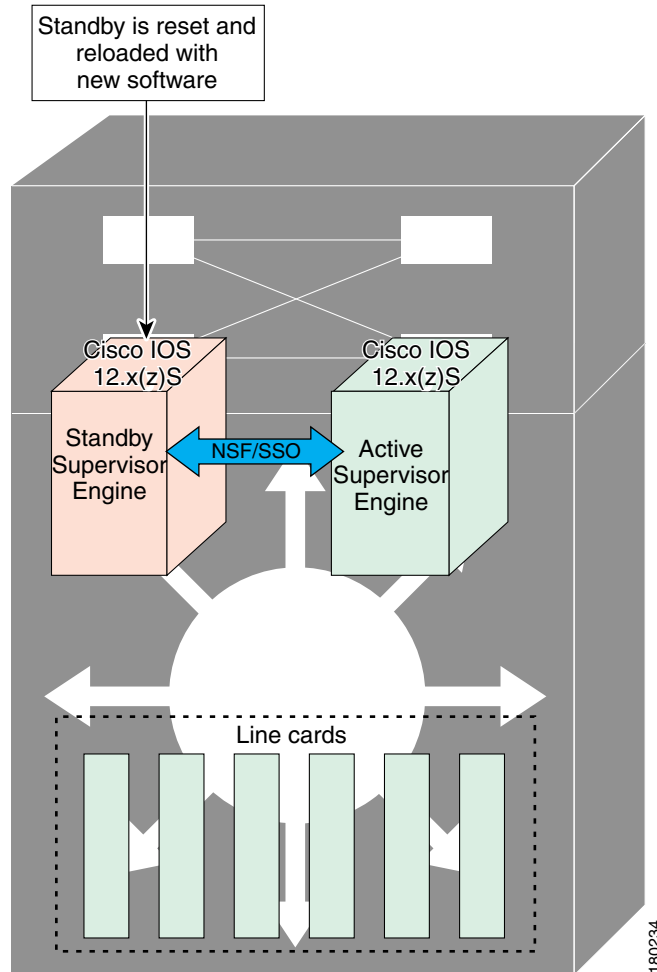 Standby is reset and
reloaded with
new software
Cisco IOS
12.x(z)S
Cisco IOS
12.x(z)S
Standby
Supervisor
Engine
NSF/SSO
Active
Supervisor
Engine
Line cards
180234